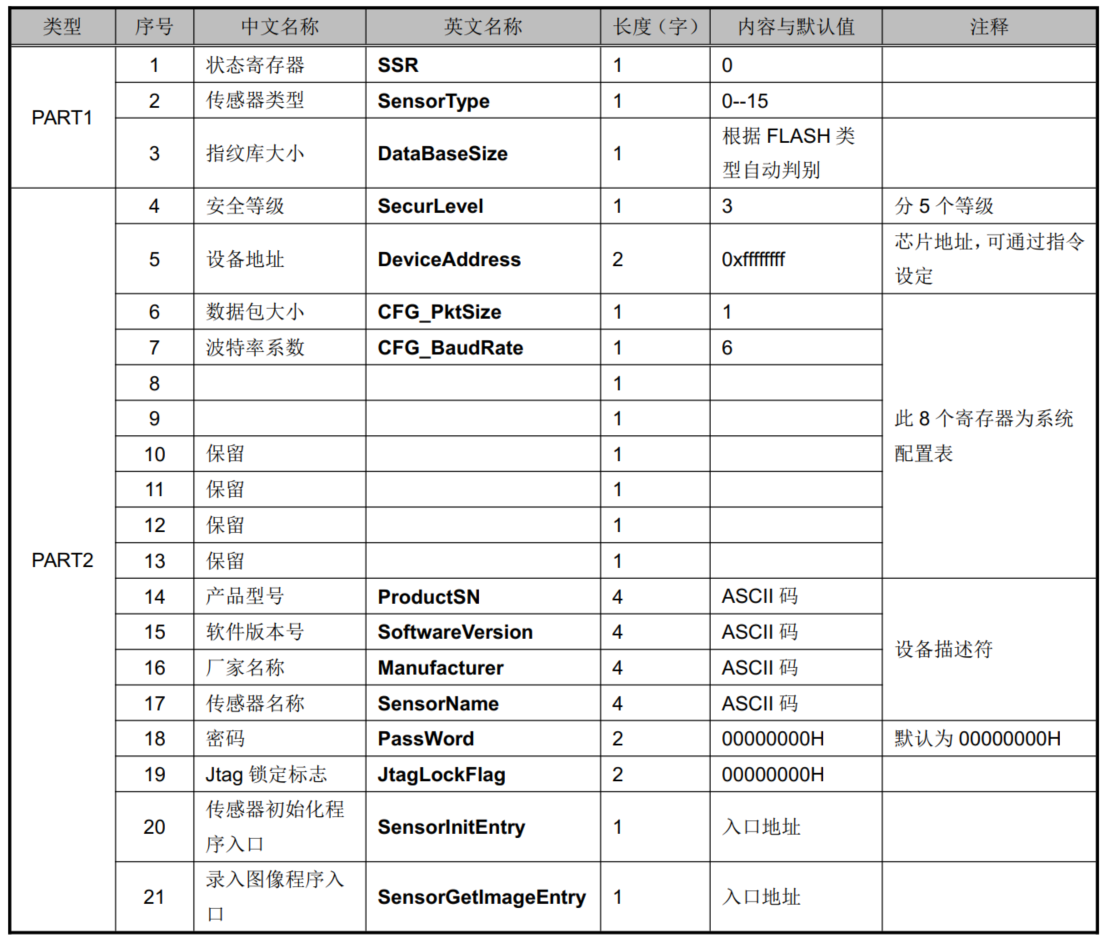 类型 序号 中文名称 英文名称 长度（字） 内容与默认值 注释
PART1
1 状态寄存器 SSR 1 0
2 传感器类型 SensorType 1 0--15
3 指纹库大小 DataBaseSize 1 根据 FLASH 类
型自动判别
PART2
4 安全等级 SecurLevel 1 3 分 5 个等级
5 设备地址 DeviceAddress 2 0xffffffff 芯片地址，可通过指令
设定
6 数据包大小 CFG_PktSize 1 1
7 波特率系数 CFG_BaudRate 1 6
8 1
9 1
此 8 个寄存器为系统
配置表
10 保留 1
11 保留 1
12 保留 1
13 保留 1
14 产品型号 ProductSN 4 ASCII 码
15 软件版本号 SoftwareVersion 4 ASCII 码
设备描述符
16 厂家名称 Manufacturer 4 ASCII 码
17 传感器名称 SensorName 4 ASCII 码
18 密码 PassWord 2 00000000H 默认为 00000000H
19 Jtag 锁定标志 JtagLockFlag 2 00000000H
20 传感器初始化程
序入口 SensorInitEntry 1 入口地址
21 录入图像程序入
口 SensorGetImageEntry 1 入口地址